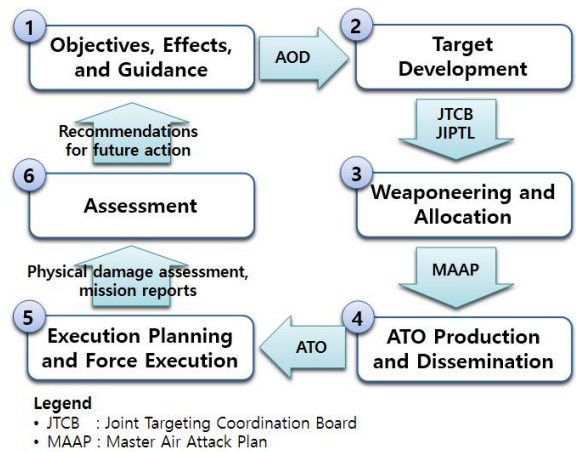 1
Objectives, Effects,
and Guidance
AOD
2
Target
Development
JTCB
JIPTL
3
Weaponeering and
Allocation
MAAP
4
ATO Production
and Dissemination
ATO
5
Execution Planning
and Force Execution
Physical damage assessment,
mission reports
6
Assessment
Recommendations
for future action
Legend
• JTCB : Joint Targeting Coordination Board
• MAAP : Master Air Attack Plan